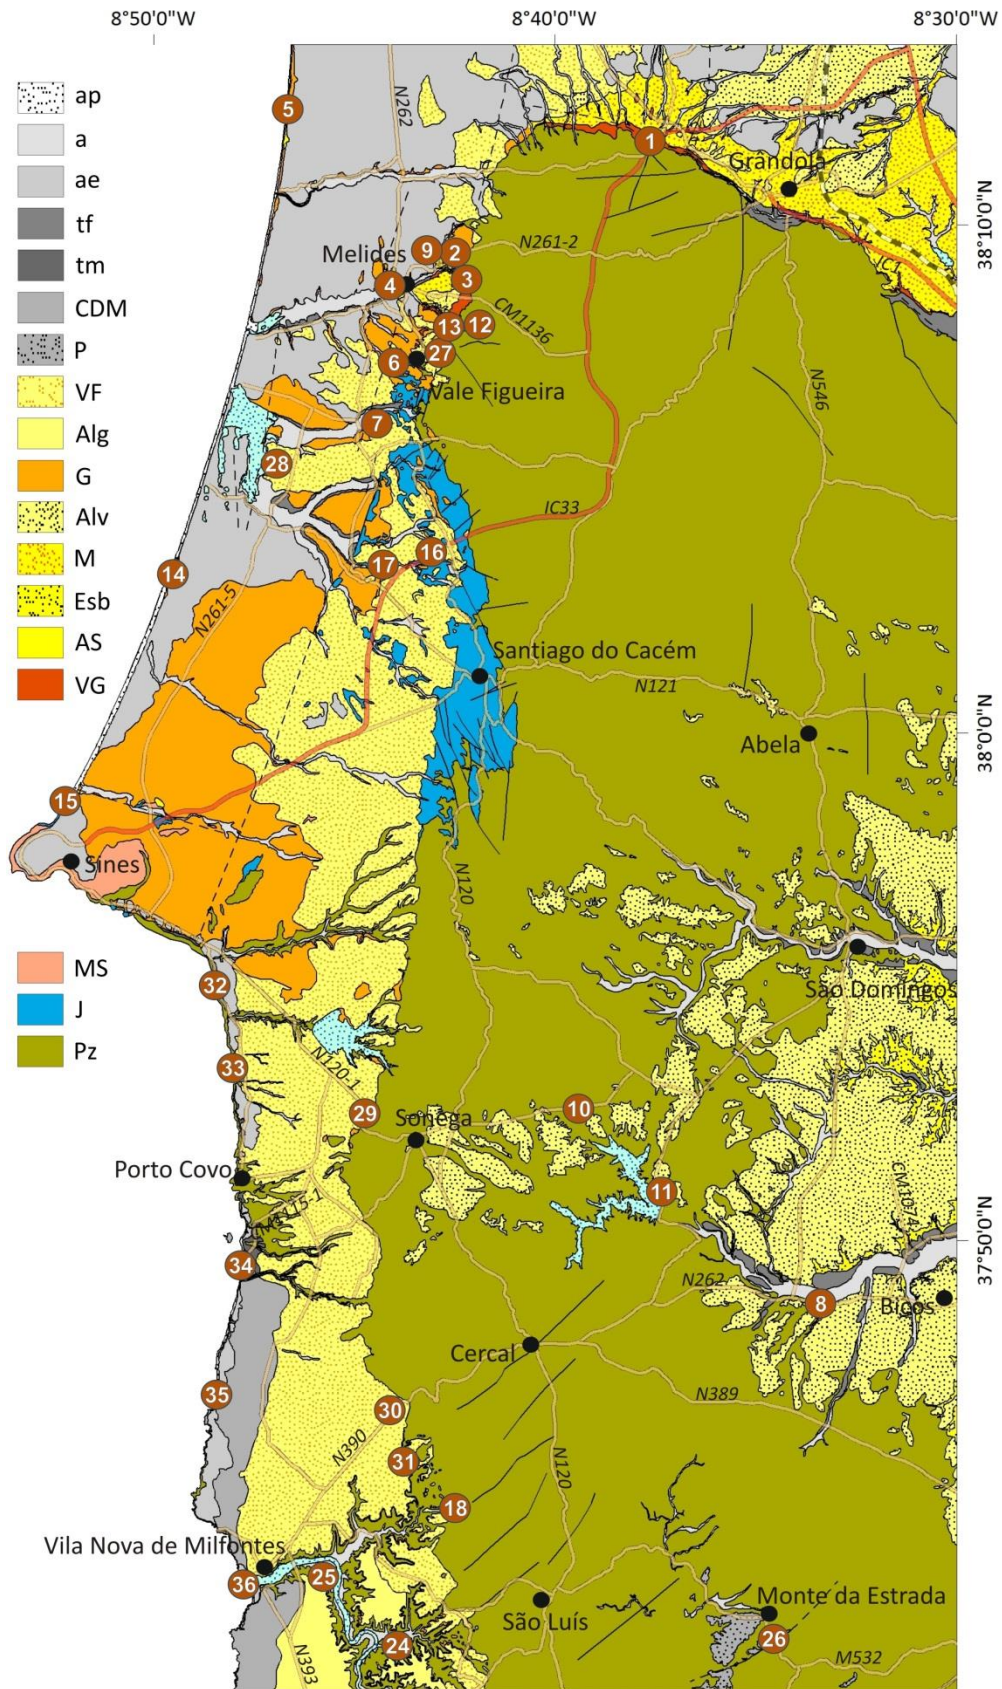 8°50'0"W
8°40'0"W
8°30'0"W
ap
a
ae
tf
tm
CDM
P
VF
Alg
G
Alv
M
Esb
AS
VG
MS
J
Pz
5
N262
1
Grândola
38°10'0"N
9
2
N261-2
Melides
4
3
CM1136
13
12
6
27
Vale Figueira
N546
7
28
IC33
16
17
14
N261-5
Santiago do Cacém
N121
Abela
38°0'0"N
15
Sines
N120
São Domingos
32
N120-1
33
29
Sonega
10
Porto Covo
11
CM1074
37°50'0"N
34
N262
8
Bicos
Cercal
35
N389
30
N390
31
N120
18
Vila Nova de Milfontes
36
25
São Luís
Monte da Estrada
26
24
N393
M532